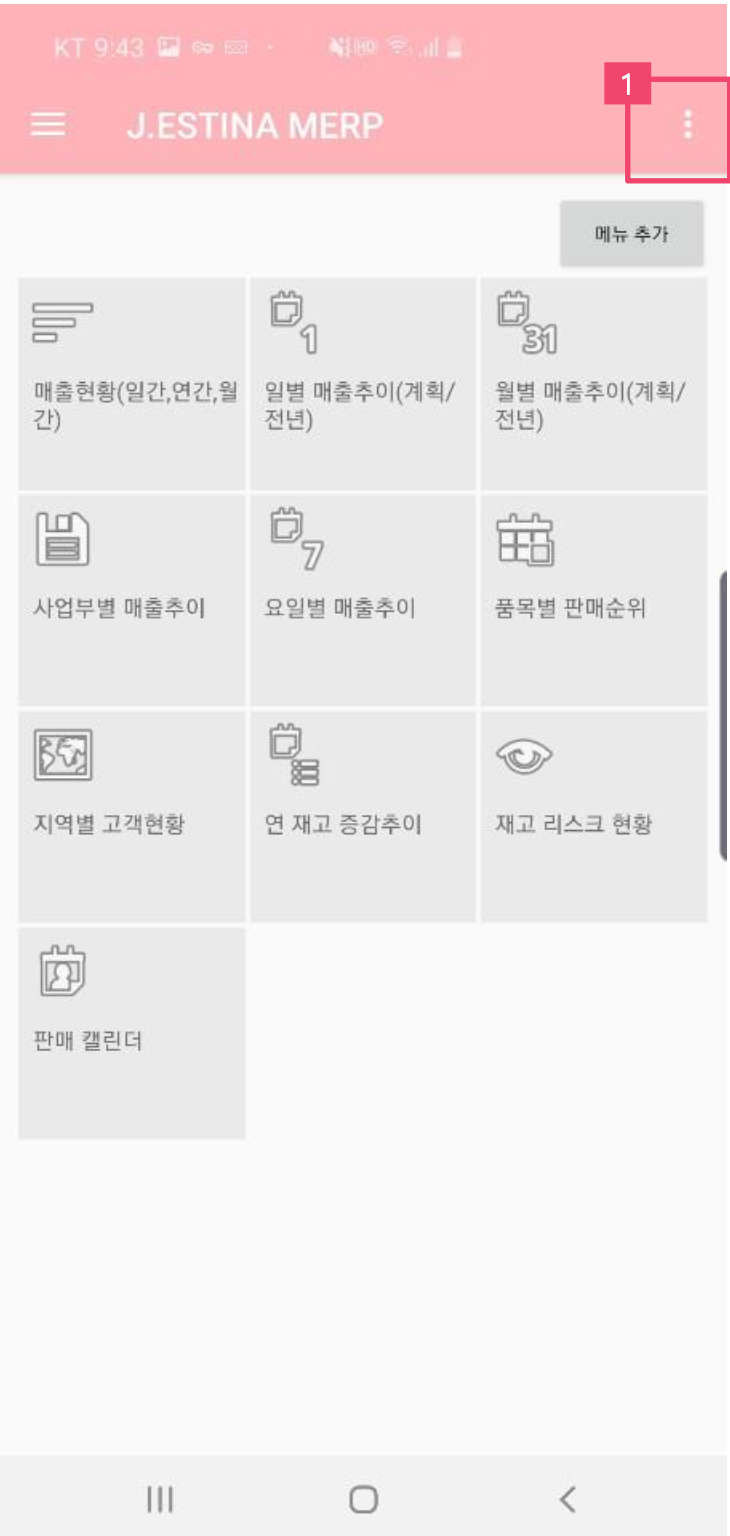 KT 9:43
HD
1
J.ESTINA MERP
메뉴 추가
매출현황(일간,연간,월
간)
1
일별 매출추이(계획/
전년)
31
월별 매출추이(계획/
전년)
사업부별 매출추이
7
요일별 매출추이
품목별 판매순위
지역별 고객현황
연 재고 증감추이
재고 리스크 현황
판매 캘린더